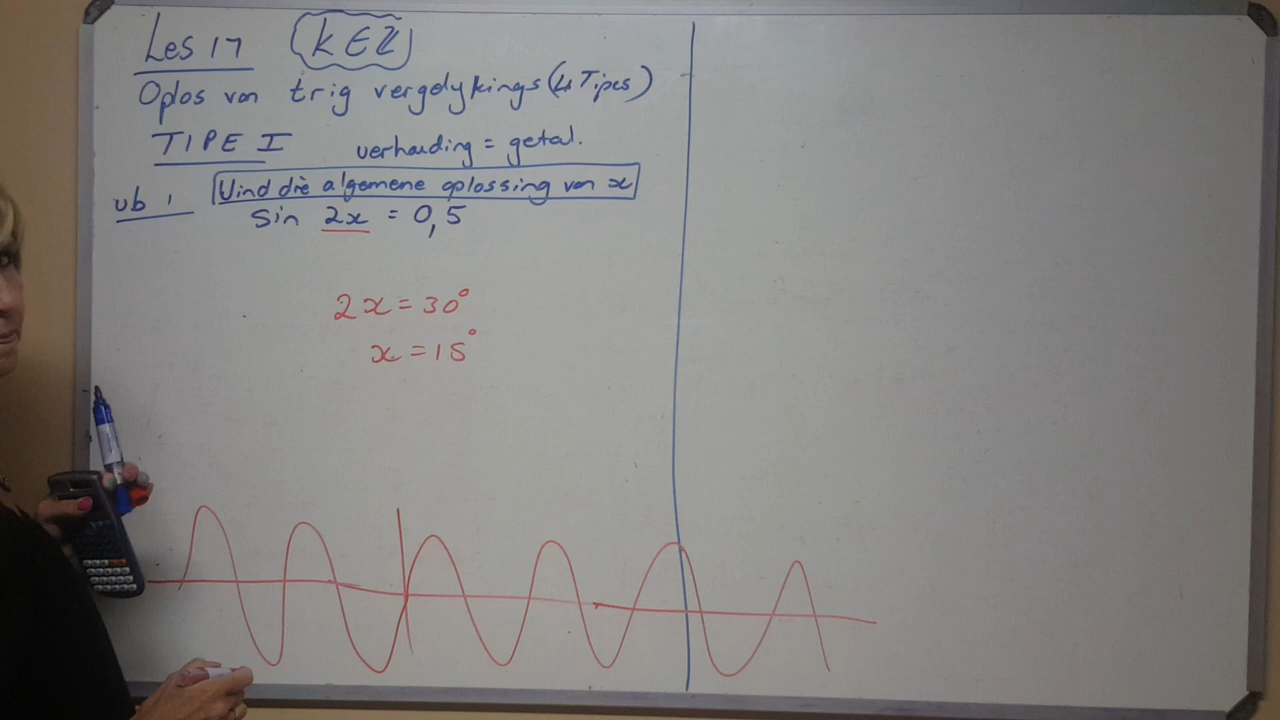 Les 17 (k ∈ ℤ)
Oplos van trig vergelykings (4 Tipes)
TIPE I verhouding = getal.
vb 1 Vind die algemene oplossing van x
Sin 2x = 0,5
2x = 30°
x = 15°